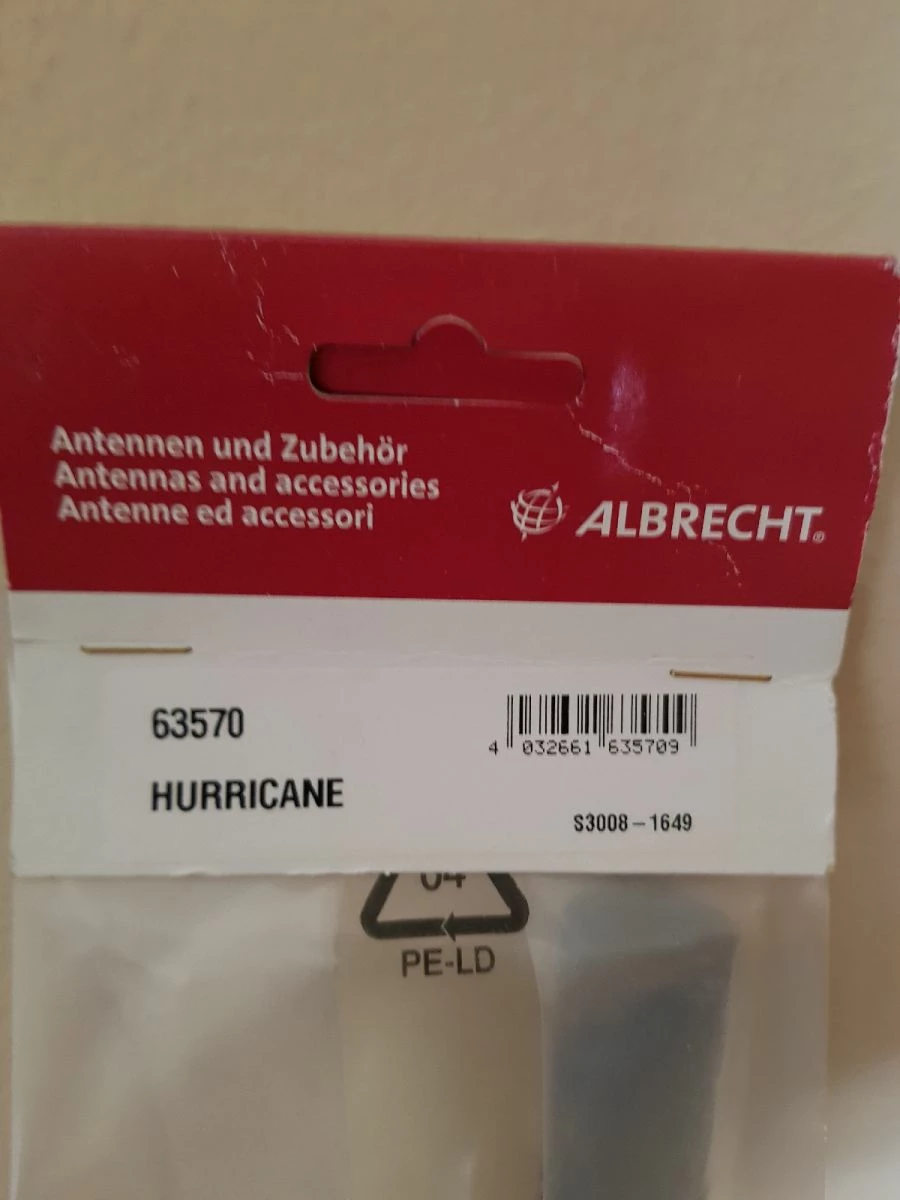 Antennen und Zubehör
Antennas and accessories
Antenne ed accessori
ALBRECHT®
63570
4 032661 635709
HURRICANE
S3008-1649
04
PE-LD